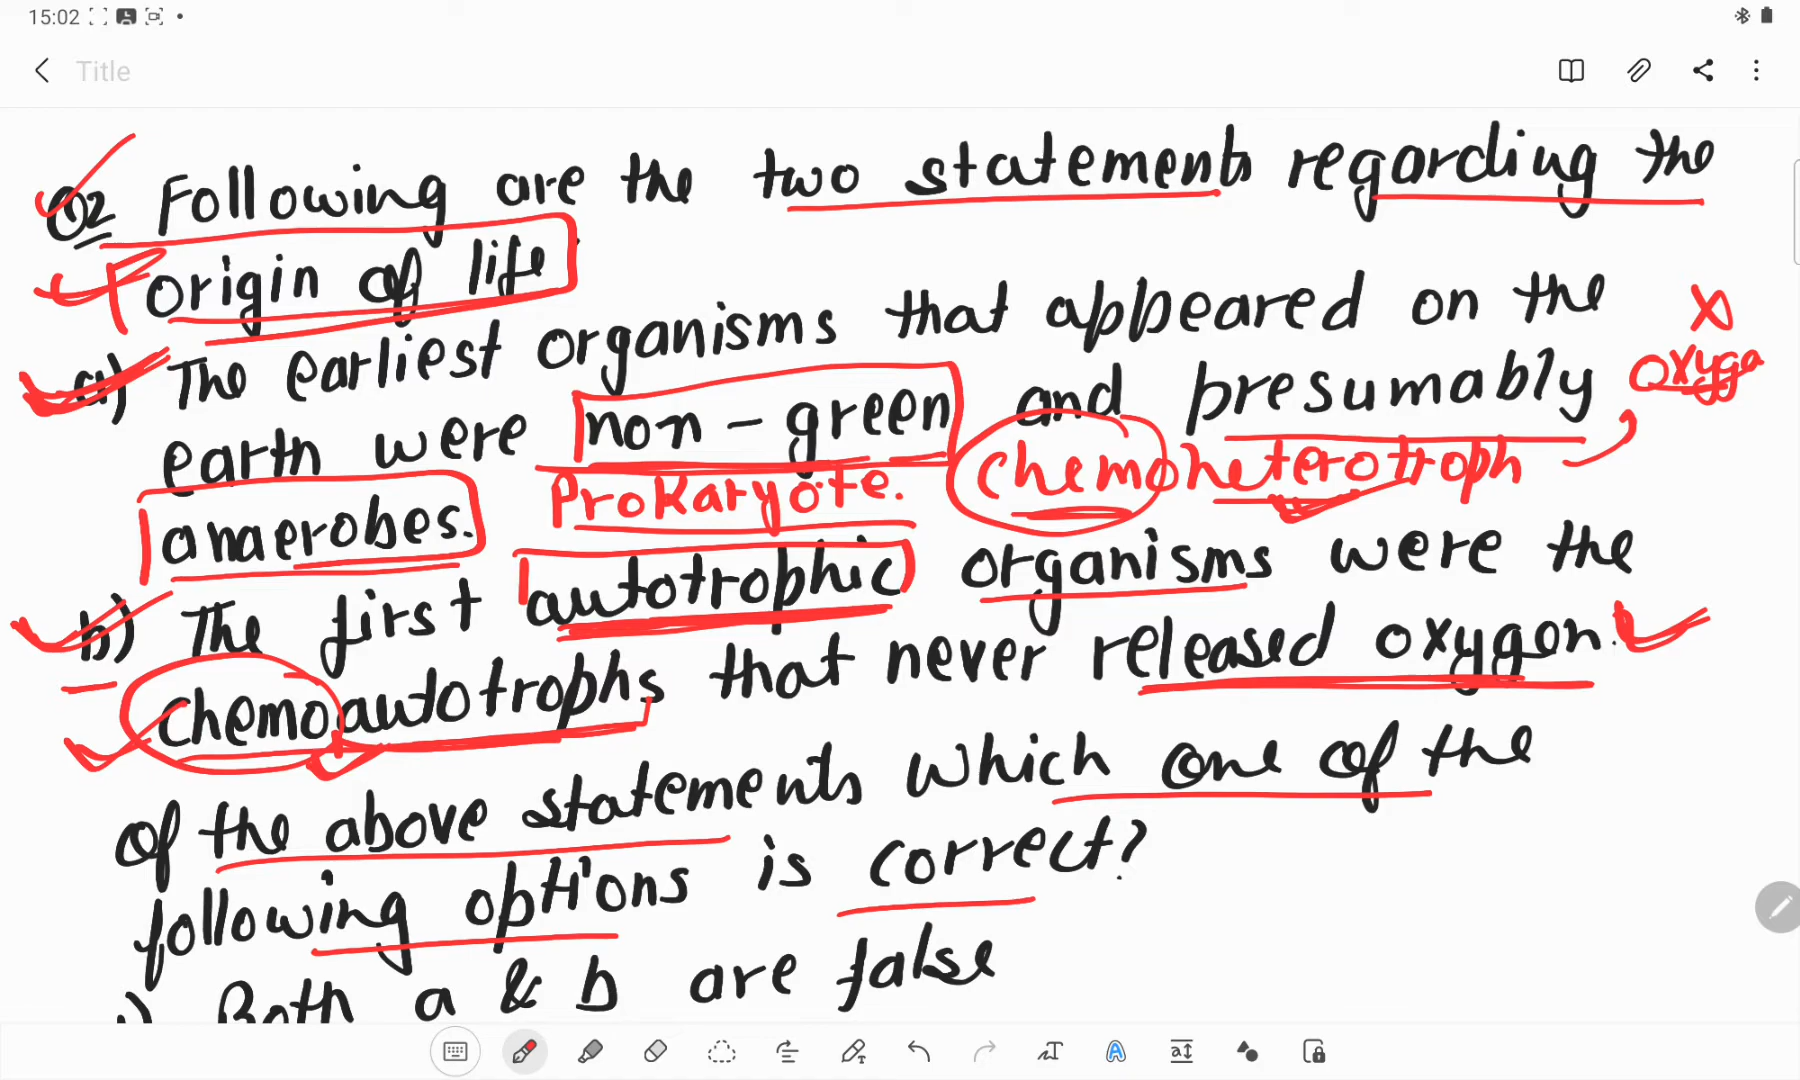 15:02
Title
Q2 Following are the two statements regarding the
origin of life
a) The earliest organisms that appeared on the
X
oxyga
earth were non-green and presumably
Prokaryote. chemoheterotroph
anaerobes.
b) The first autotrophic organisms were the
chemoautotrophs that never released oxygen.
of the above statements which one of the
following options is correct?
Both a & b are false